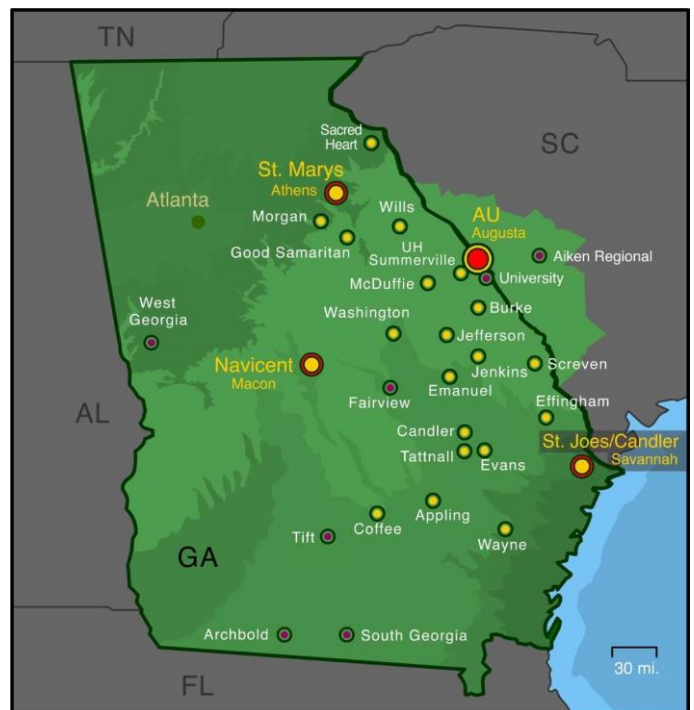 TN
SC
Sacred
Heart
St. Marys
Athens
Atlanta
Morgan
Wills
AU
Augusta
Good Samaritan
UH
Summerville
Aiken Regional
McDuffie
University
West
Georgia
Washington
Burke
Jefferson
Navicent
Macon
Jenkins
Screven
Fairview
Emanuel
Effingham
AL
Candler
St. Joes/Candler
Savannah
Tattnall
Evans
Appling
Coffee
Tift
Wayne
GA
Archbold
South Georgia
30 mi.
FL